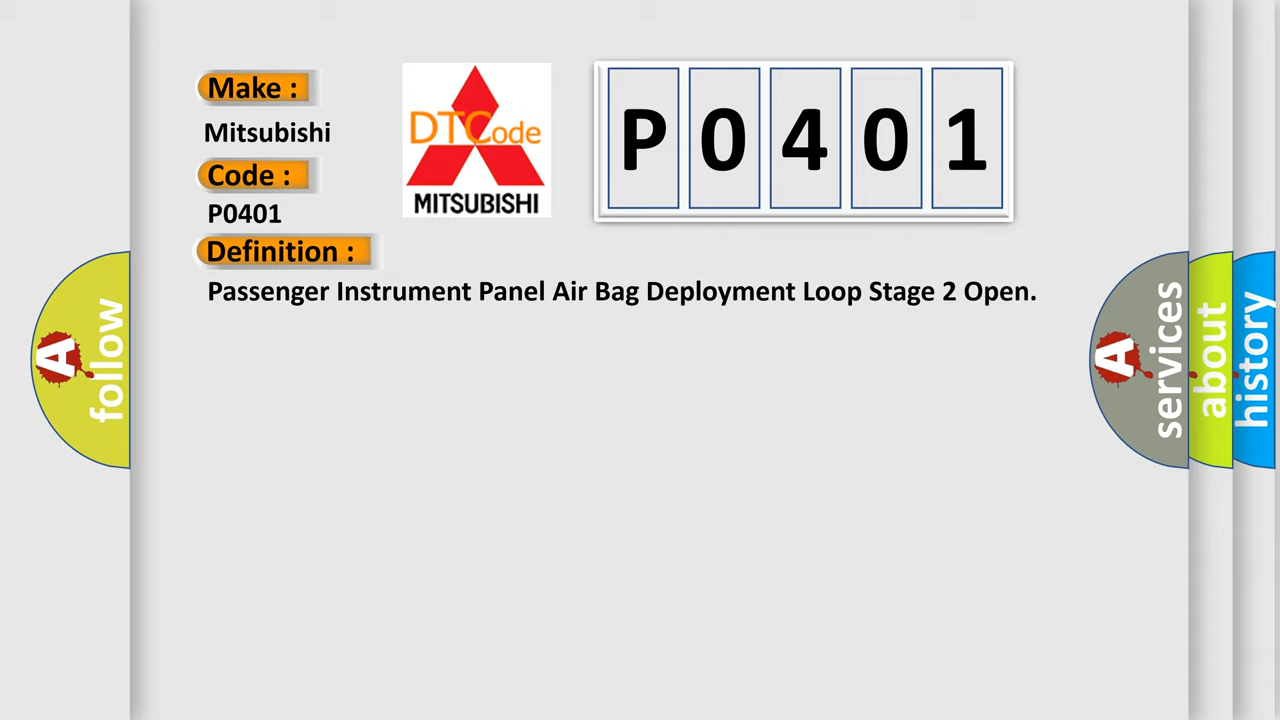 Make :
Mitsubishi
Code :
P0401
Definition :
Passenger Instrument Panel Air Bag Deployment Loop Stage 2 Open.
DTCode
MITSUBISHI
P0401
A follow
A services
about
history